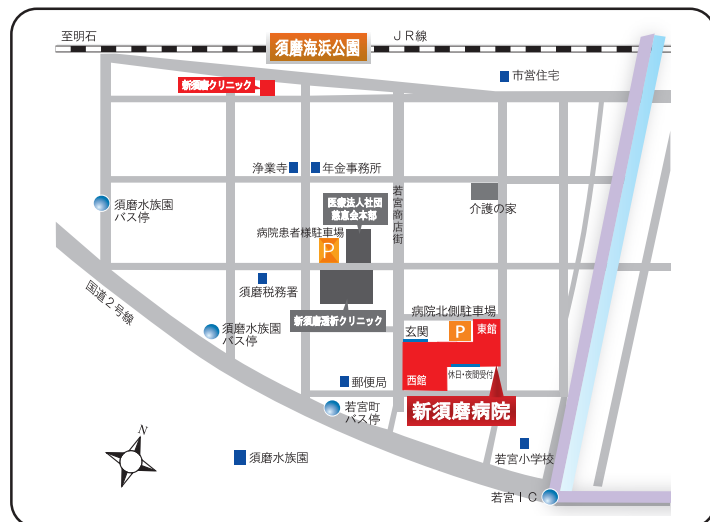 至明石
須磨海浜公園
ＪＲ線
市営住宅
新須磨クリニック
浄業寺
年金事務所
医療法人社団
慈恵会本部
若宮商店街
介護の家
須磨水族園
バス停
病院患者様駐車場
P
須磨税務署
国道２号線
新須磨透析クリニック
須磨水族園
バス停
病院北側駐車場
玄関
P
東館
西館
休日・夜間受付
郵便局
新須磨病院
若宮町
バス停
N
須磨水族園
若宮小学校
若宮ＩＣ